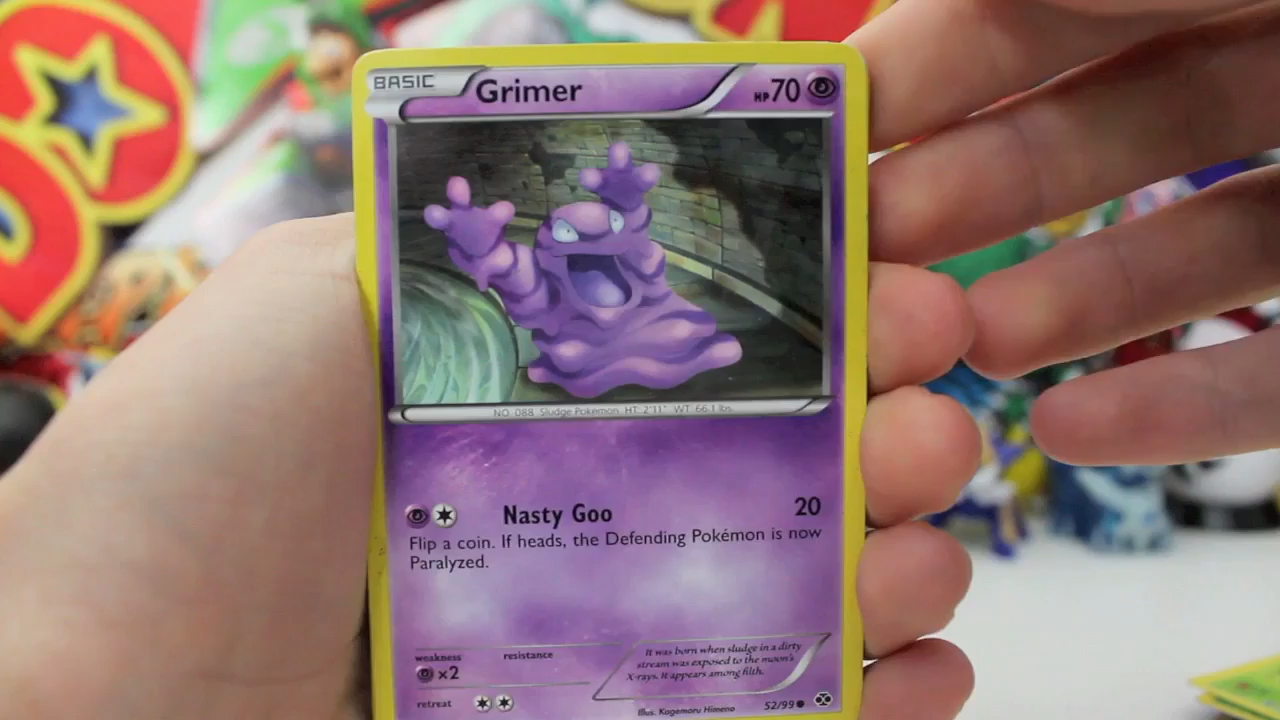 BASIC Grimer HP70
NO. 088 Sludge Pokémon HT: 2'11" WT: 66.1 lbs.
Nasty Goo 20
Flip a coin. If heads, the Defending Pokémon is now
Paralyzed.
It was born when sludge in a dirty
stream was exposed to the moon's
X-rays. It appears among filth.
weakness resistance
×2
retreat
Illus. Kagemaru Himeno 52/99